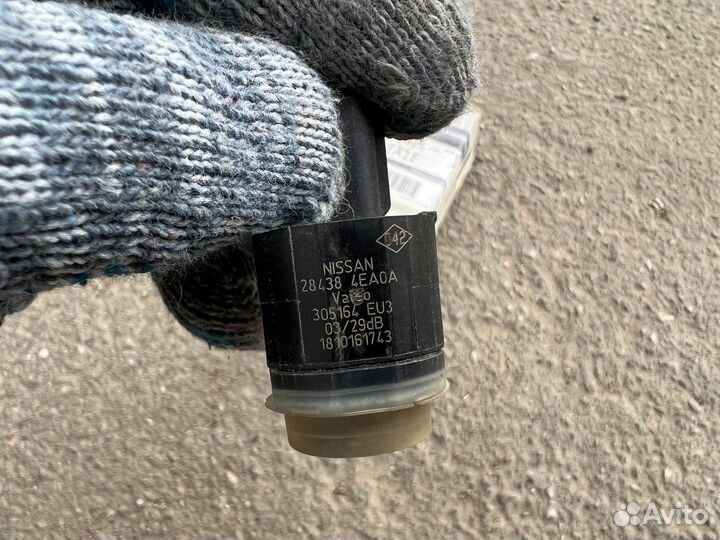 D42
NISSAN
28438 4EA0A
Valeo
305164 EU3
03/29dB
1810161743
Avito